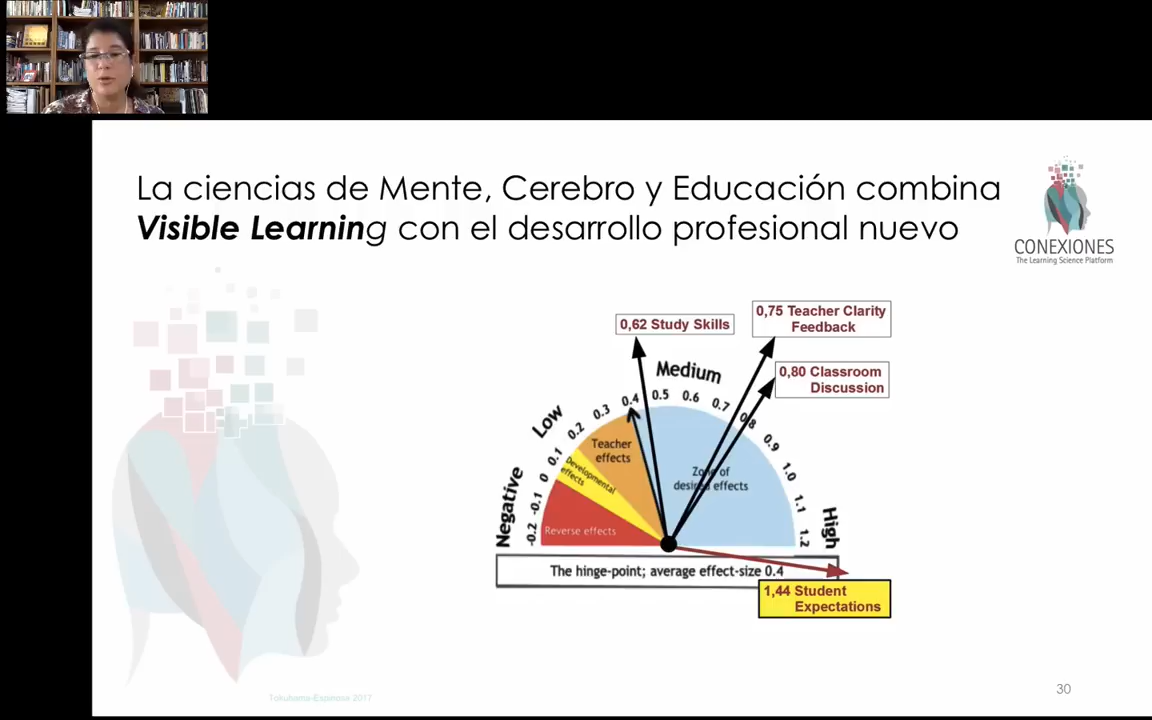 La ciencias de Mente, Cerebro y Educación combina
Visible Learning con el desarrollo profesional nuevo
CONEXIONES
The Learning Science Platform
0,62 Study Skills
0,75 Teacher Clarity
Feedback
0,80 Classroom
Discussion
Negative
Low
Medium
High
-0.2
-0.1
0
0.1
0.2
0.3
0.4
0.5
0.6
0.7
0.8
0.9
1.0
1.1
1.2
Reverse effects
Developmental
effects
Teacher
effects
Zone of
desired effects
The hinge-point; average effect-size 0.4
1,44 Student
Expectations
Tokuhama-Espinosa 2017
30